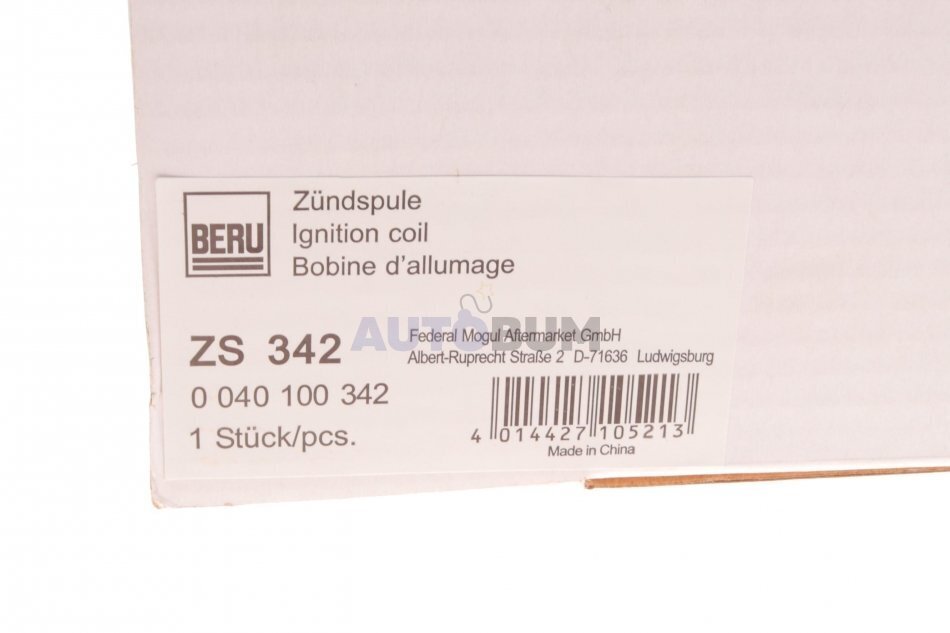 BERU
Zündspule
Ignition coil
Bobine d'allumage
AUTOBUM
ZS 342
Federal Mogul Aftermarket GmbH
Albert-Ruprecht Straße 2 D-71636 Ludwigsburg
0 040 100 342
1 Stück/pcs.
4 014427 105213
Made in China